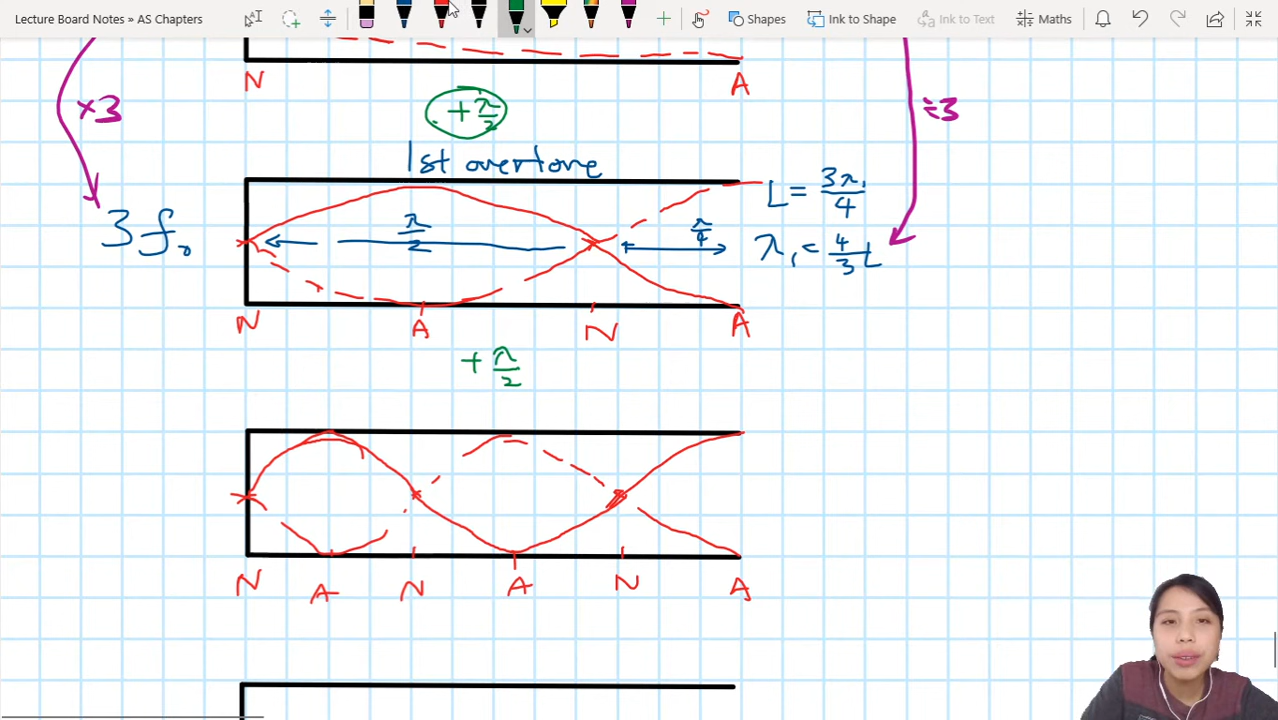 Lecture Board Notes » AS Chapters
Shapes
Ink to Shape
Ink to Text
Maths
N A
×3
+ λ/2
÷3
1st overtone
3f₀
λ/2
λ/4
L = 3λ₁/4
λ₁ = 4/3 L
N A N A
+ λ/2
N A N A N A